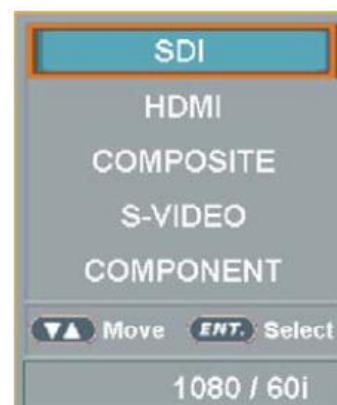 SDI
HDMI
COMPOSITE
S-VIDEO
COMPONENT
▼▲ Move ENT. Select
1080 / 60i